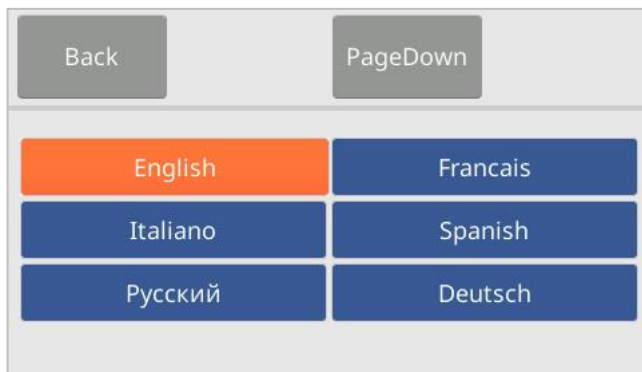 Back PageDown
English Francais
Italiano Spanish
Русский Deutsch